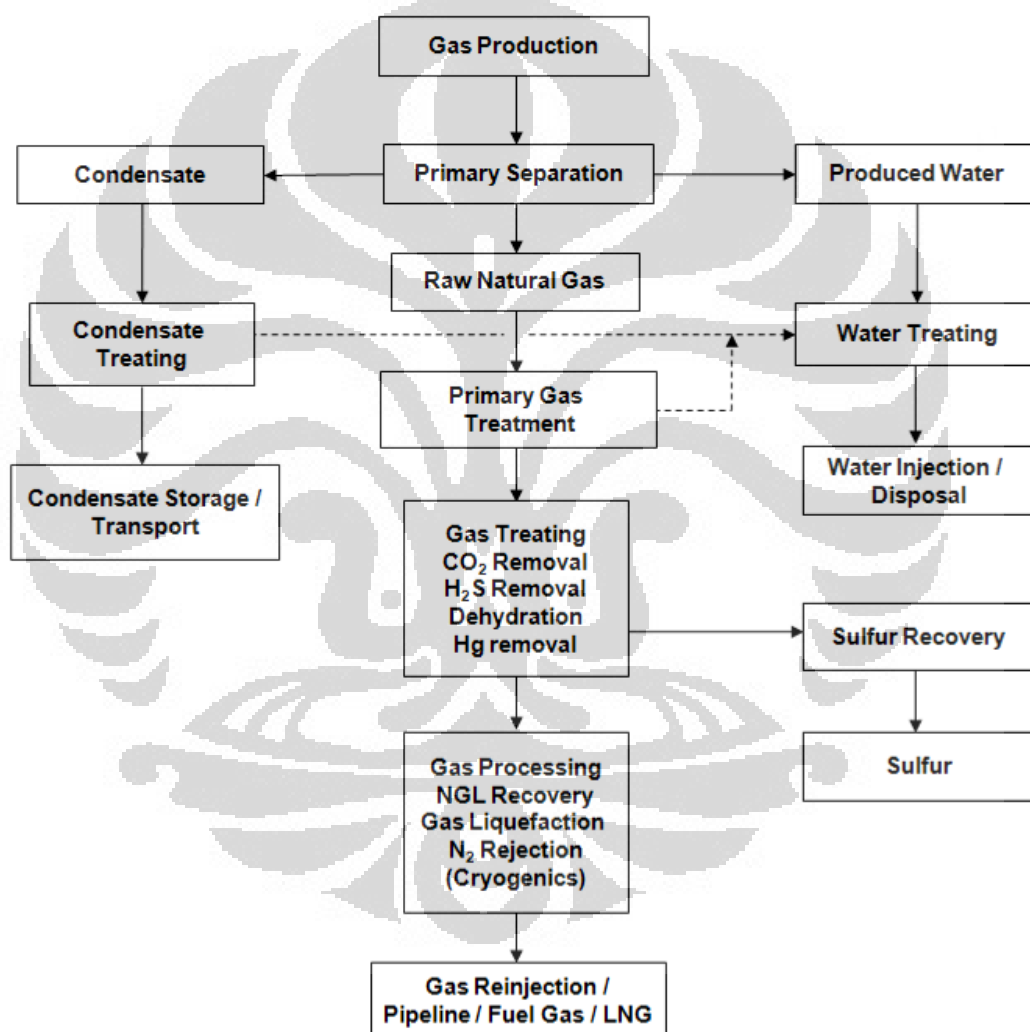 Gas Production
Condensate
Primary Separation
Produced Water
Raw Natural Gas
Condensate
Treating
Water Treating
Primary Gas
Treatment
Condensate Storage /
Transport
Water Injection /
Disposal
Gas Treating
CO₂ Removal
H₂S Removal
Dehydration
Hg removal
Sulfur Recovery
Gas Processing
NGL Recovery
Gas Liquefaction
N₂ Rejection
(Cryogenics)
Sulfur
Gas Reinjection /
Pipeline / Fuel Gas / LNG